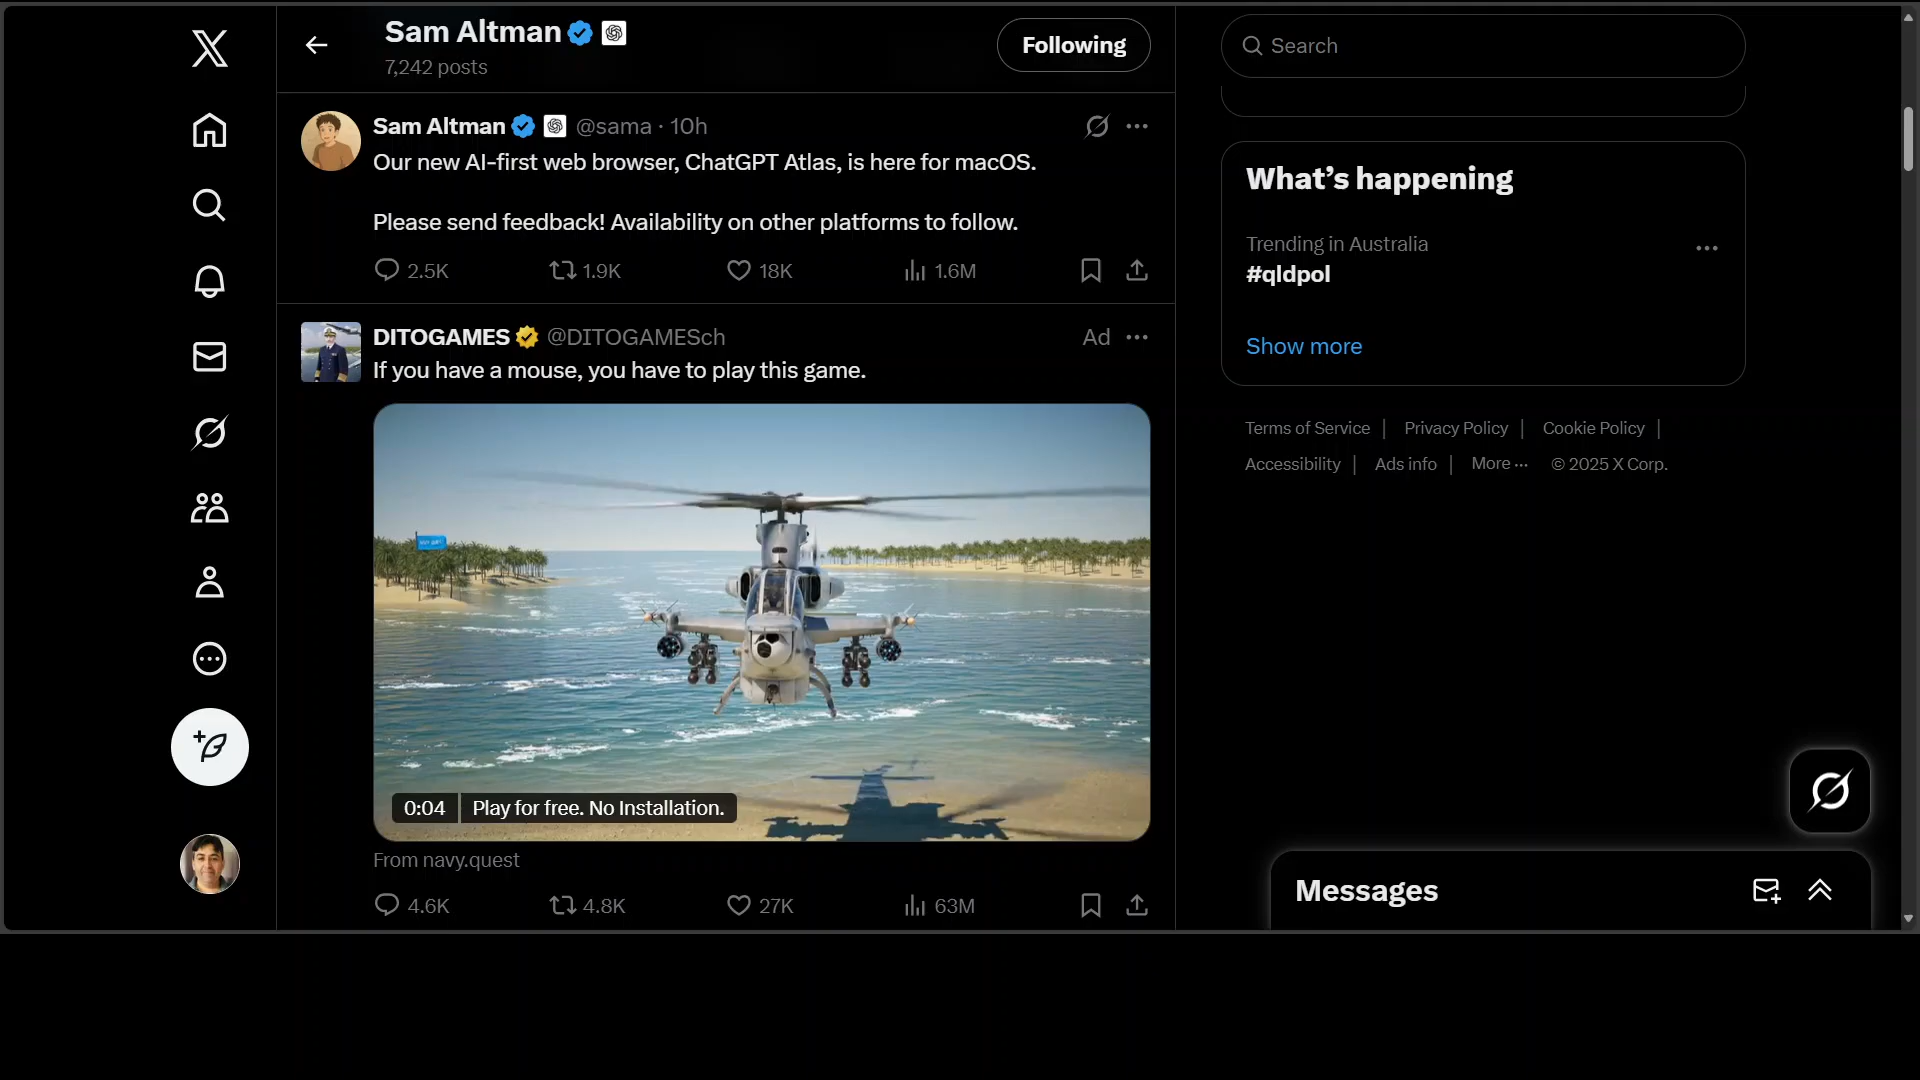 Sam Altman
7,242 posts
Following
Search
Sam Altman @sama · 10h
Our new AI-first web browser, ChatGPT Atlas, is here for macOS.
Please send feedback! Availability on other platforms to follow.
2.5K 1.9K 18K 1.6M
DITOGAMES @DITOGAMESch Ad
If you have a mouse, you have to play this game.
0:04 Play for free. No Installation.
From navy.quest
4.6K 4.8K 27K 63M
What’s happening
Trending in Australia
#qldpol
Show more
Terms of Service | Privacy Policy | Cookie Policy |
Accessibility | Ads info | More ··· © 2025 X Corp.
Messages